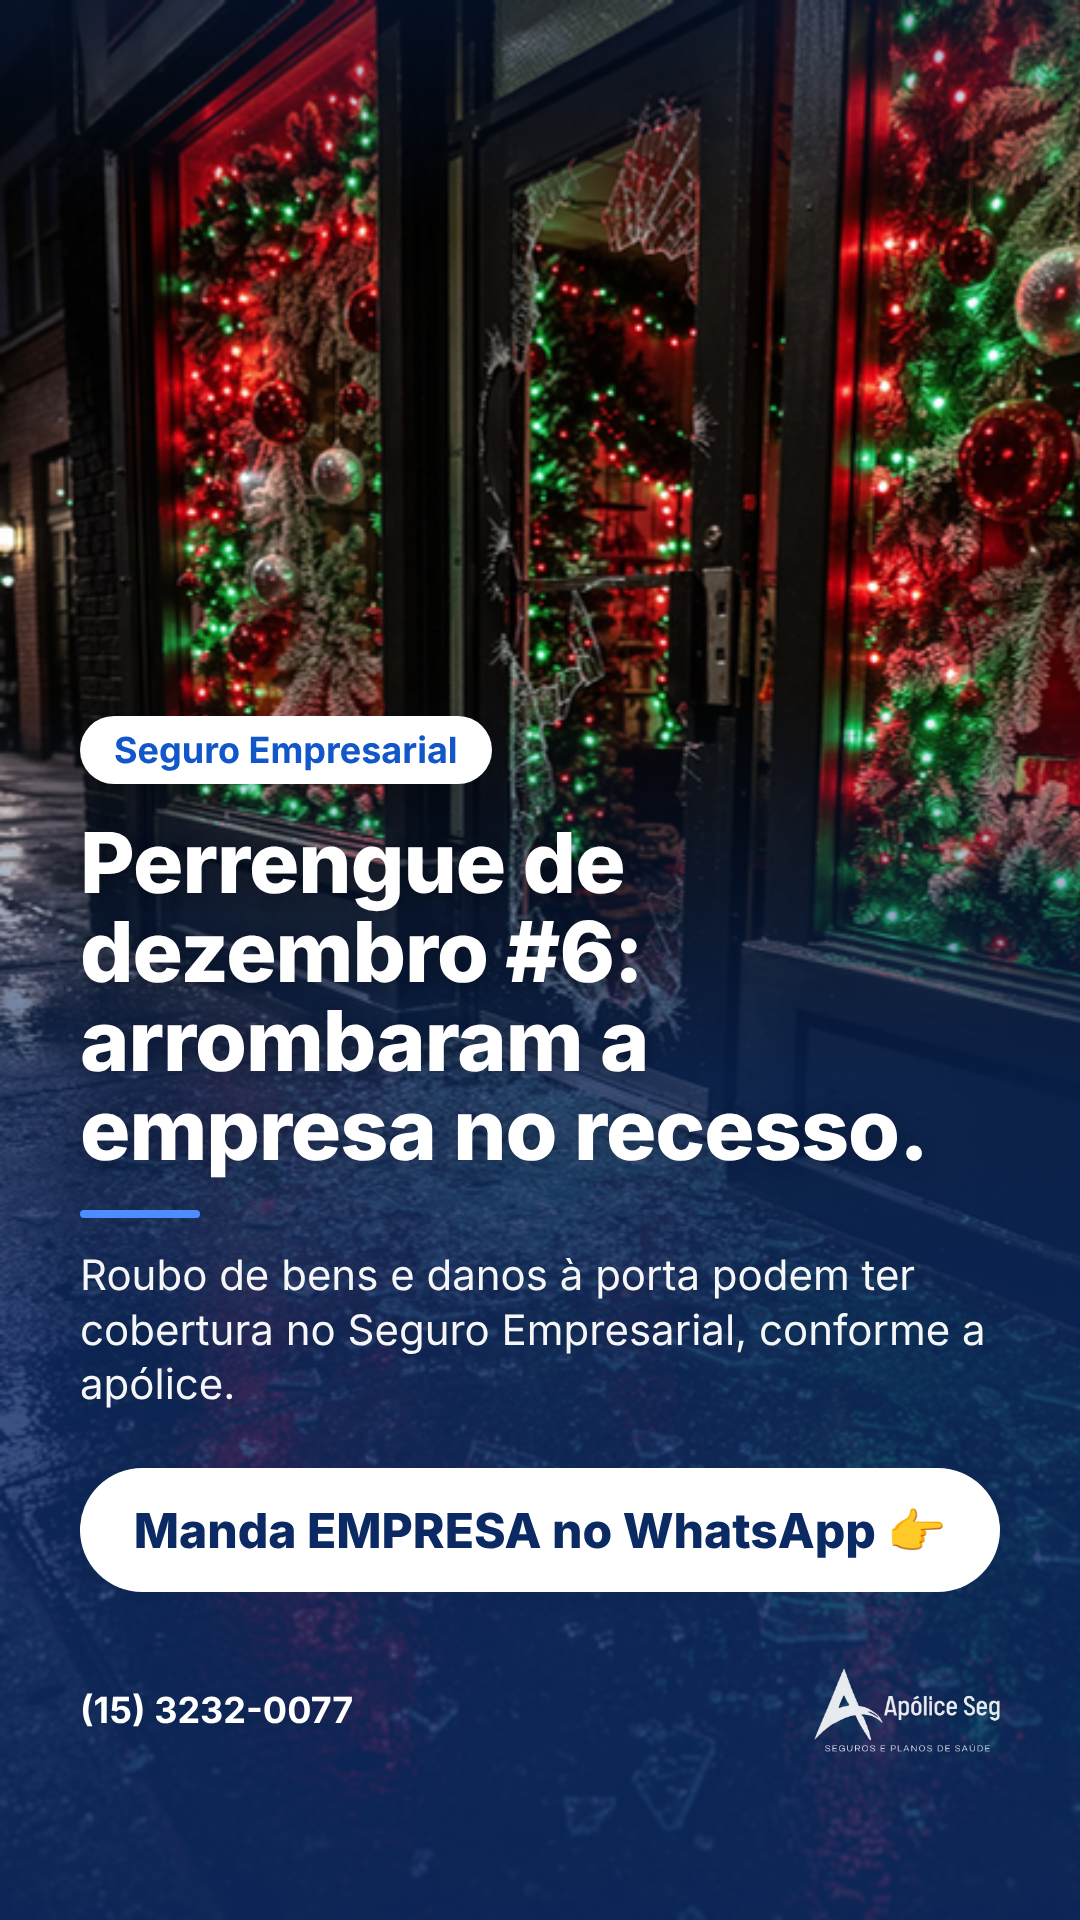 Seguro Empresarial
Perrengue de
dezembro #6:
arrombaram a
empresa no recesso.
Roubo de bens e danos à porta podem ter
cobertura no Seguro Empresarial, conforme a
apólice.
Manda EMPRESA no WhatsApp 👉
(15) 3232-0077
Apólice Seg
SEGUROS E PLANOS DE SAÚDE